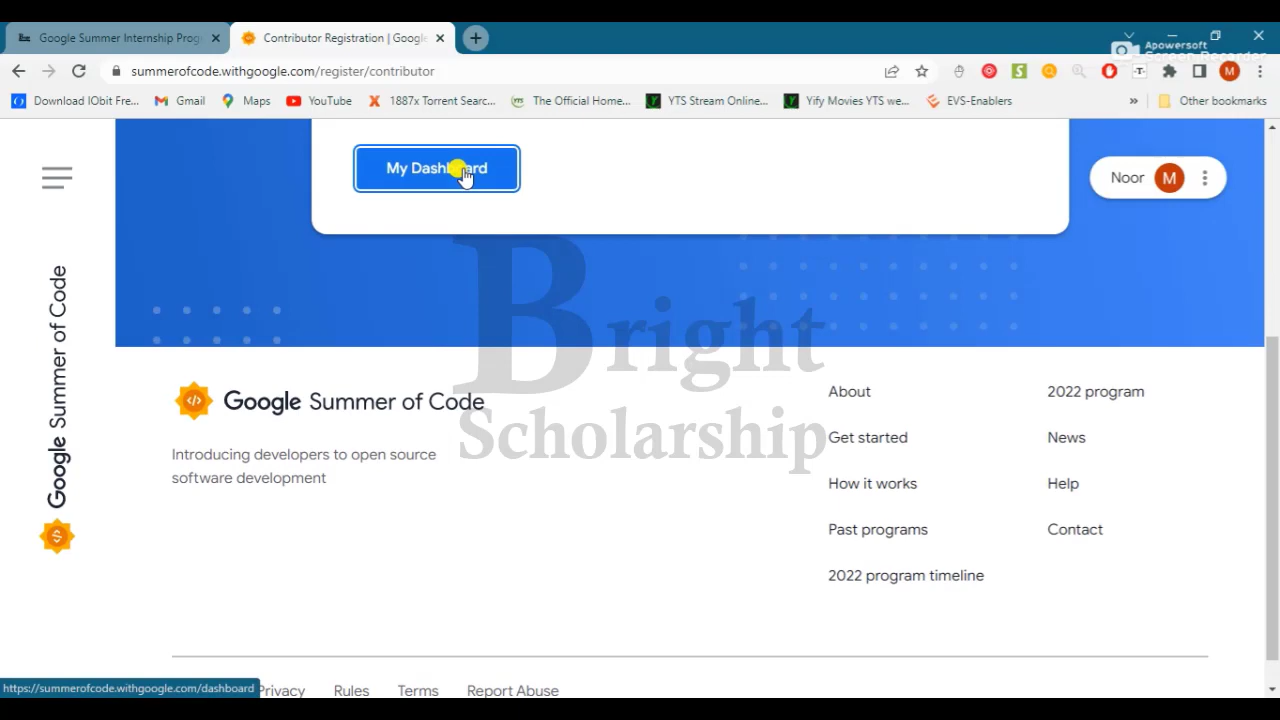 Google Summer Internship Prog
Contributor Registration | Google
Apowersoft
Screen Recorder
summerofcode.withgoogle.com/register/contributor
M
Download IObit Fre...
Gmail
Maps
YouTube
1887x Torrent Searc...
The Official Home...
YTS Stream Online...
Yify Movies YTS we...
EVS-Enablers
»
Other bookmarks
My Dashboard
Noor M
Google Summer of Code
Bright
Scholarship
Google Summer of Code
Introducing developers to open source
software development
About
Get started
How it works
Past programs
2022 program timeline
2022 program
News
Help
Contact
https://summerofcode.withgoogle.com/dashboard
Privacy
Rules
Terms
Report Abuse